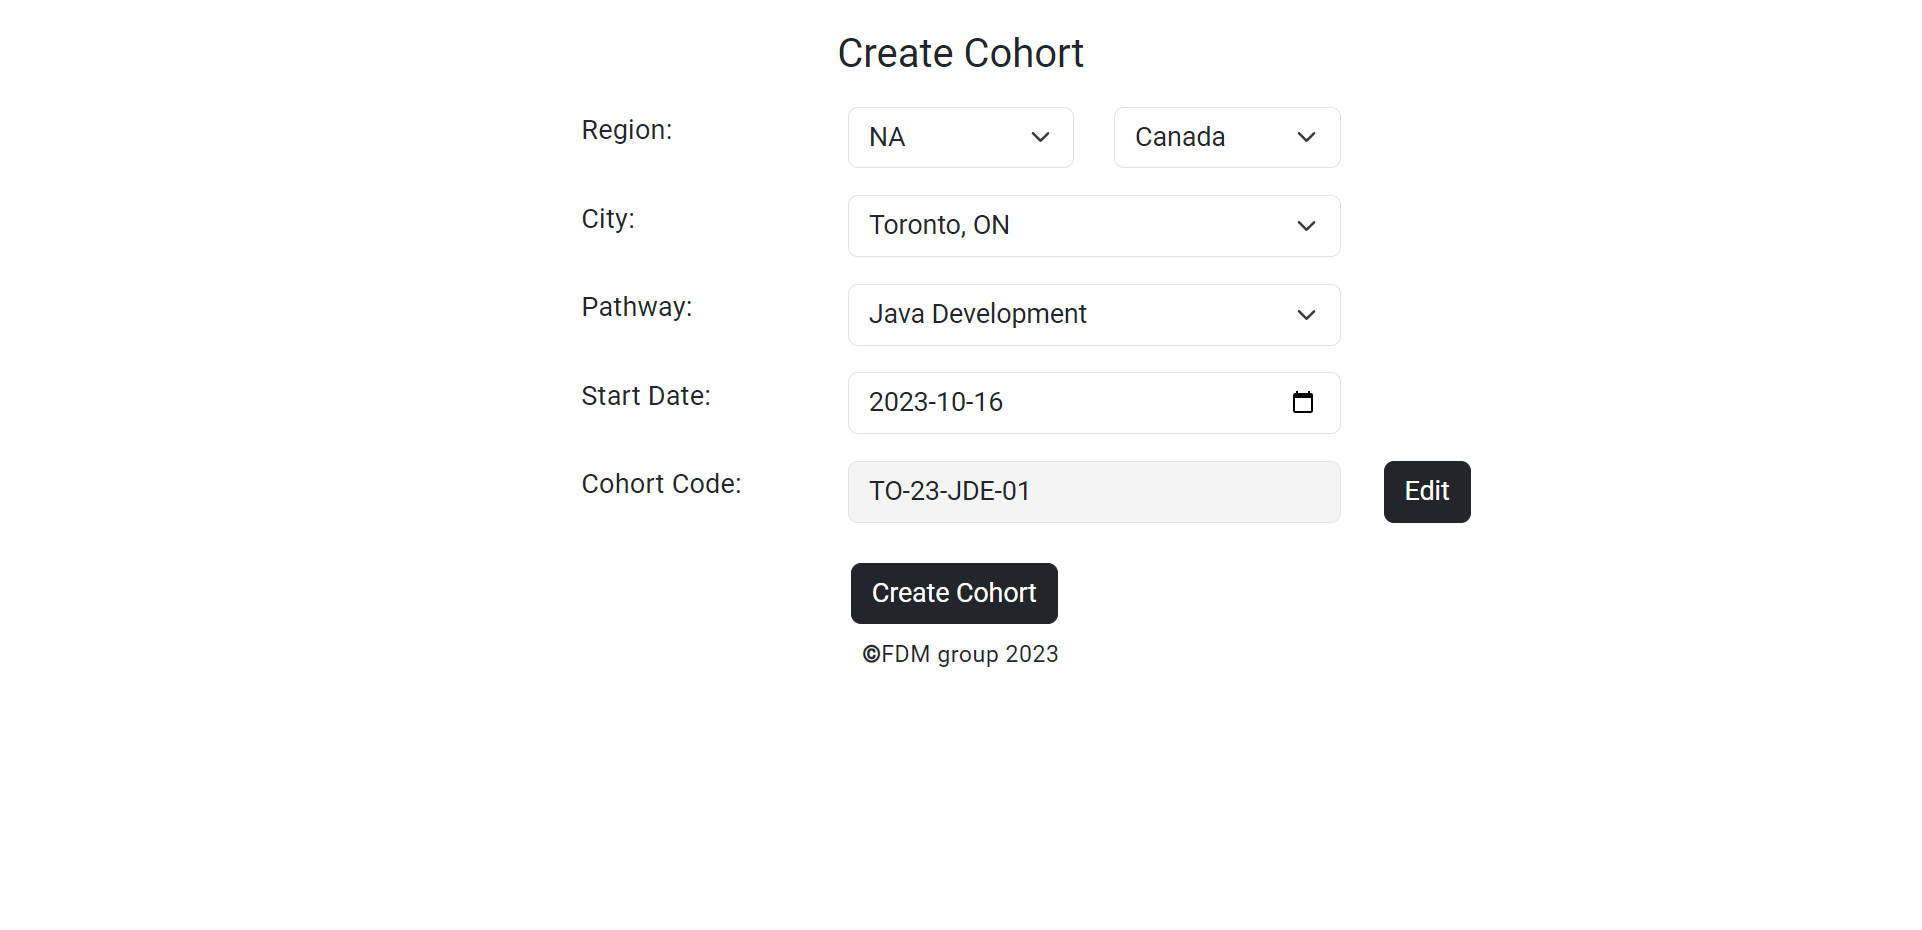 Create Cohort
Region: NA Canada
City: Toronto, ON
Pathway: Java Development
Start Date: 2023-10-16
Cohort Code: TO-23-JDE-01 Edit
Create Cohort
©FDM group 2023